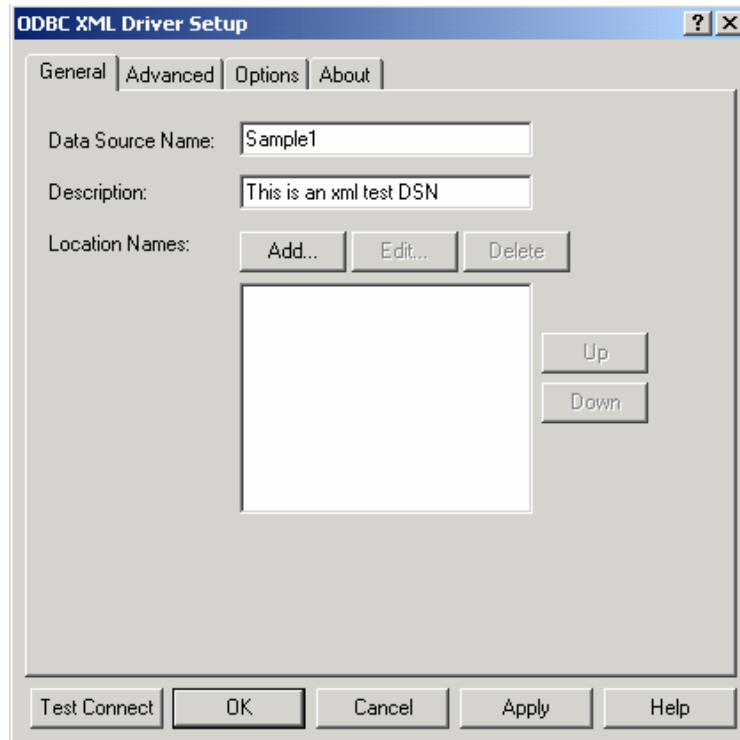 ODBC XML Driver Setup
General Advanced Options About
Data Source Name: Sample1
Description: This is an xml test DSN
Location Names: Add... Edit... Delete
Up
Down
Test Connect OK Cancel Apply Help